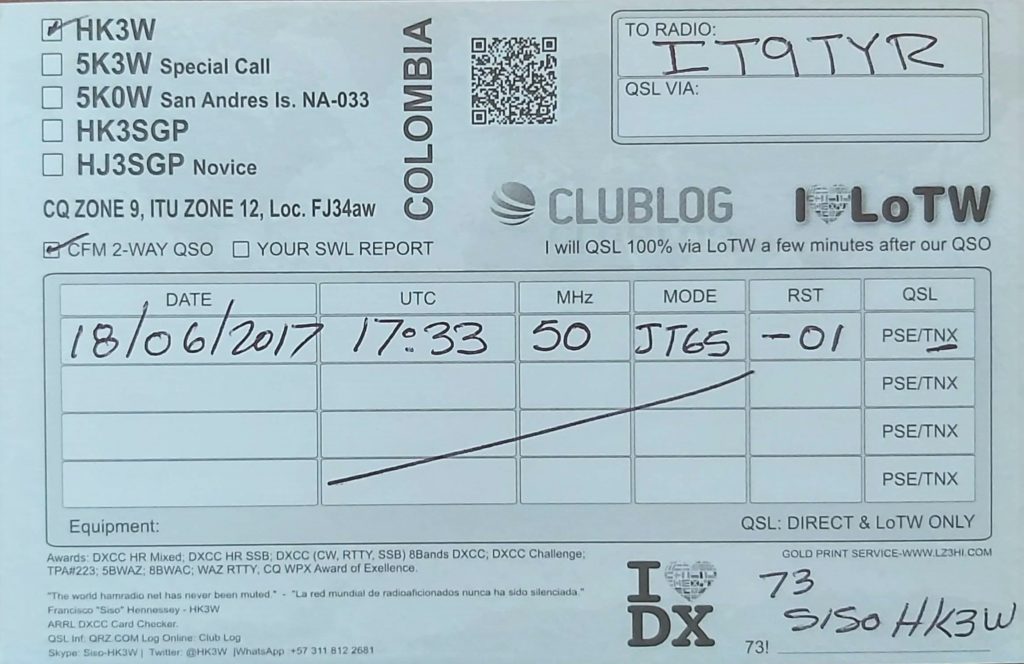 HK3W
5K3W Special Call
5K0W San Andres Is. NA-033
HK3SGP
HJ3SGP Novice
CQ ZONE 9, ITU ZONE 12, Loc. FJ34aw
COLOMBIA
TO RADIO: IT9TYR
QSL VIA:
CLUBLOG
I LoTW
CFM 2-WAY QSO YOUR SWL REPORT
I will QSL 100% via LoTW a few minutes after our QSO
DATE UTC MHz MODE RST QSL
18/06/2017 17:33 50 JT65 -01 PSE/TNX
PSE/TNX
PSE/TNX
PSE/TNX
Equipment: QSL: DIRECT & LoTW ONLY
Awards: DXCC HR Mixed; DXCC HR SSB; DXCC (CW, RTTY, SSB) 8Bands DXCC; DXCC Challenge;
TPA#223; 5BWAZ; 8BWAC; WAZ RTTY, CQ WPX Award of Exellence.
GOLD PRINT SERVICE-WWW.LZ3HI.COM
"The world hamradio net has never been muted." - "La red mundial de radioaficionados nunca ha sido silenciada."
Francisco "Siso" Hennessey - HK3W
ARRL DXCC Card Checker.
QSL Inf: QRZ.COM Log Online: Club Log
Skype: Siso-HK3W | Twitter: @HK3W |WhatsApp :+57 311 812 2681
I
DX
73
SISO HK3W
73!